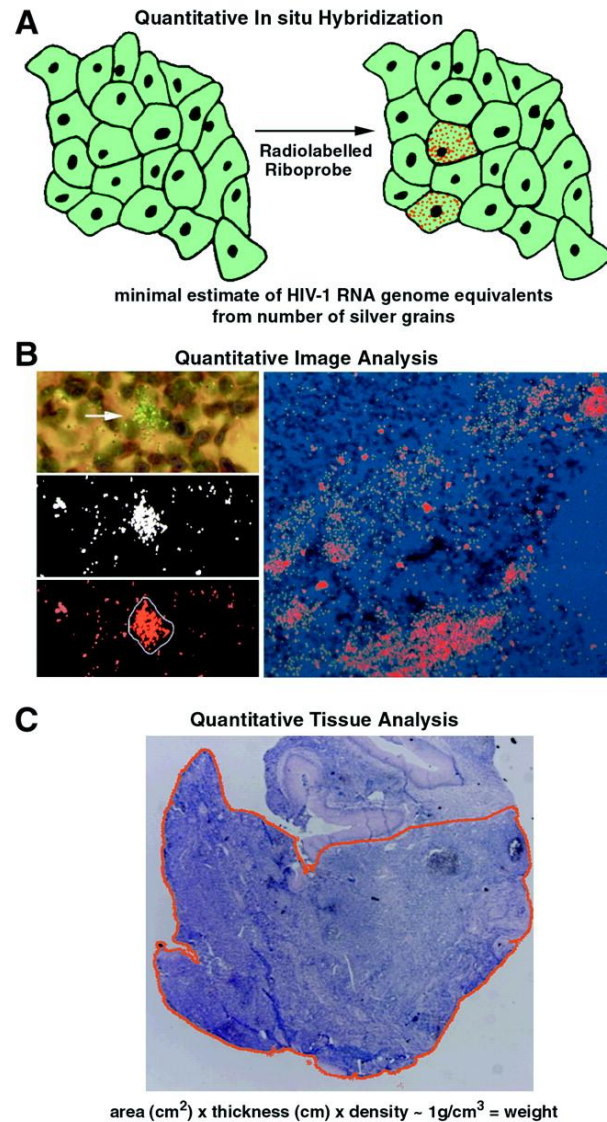 A
Quantitative In situ Hybridization
Radiolabelled
Riboprobe
minimal estimate of HIV-1 RNA genome equivalents
from number of silver grains
B
Quantitative Image Analysis
C
Quantitative Tissue Analysis
area (cm²) x thickness (cm) x density ~ 1g/cm³ = weight